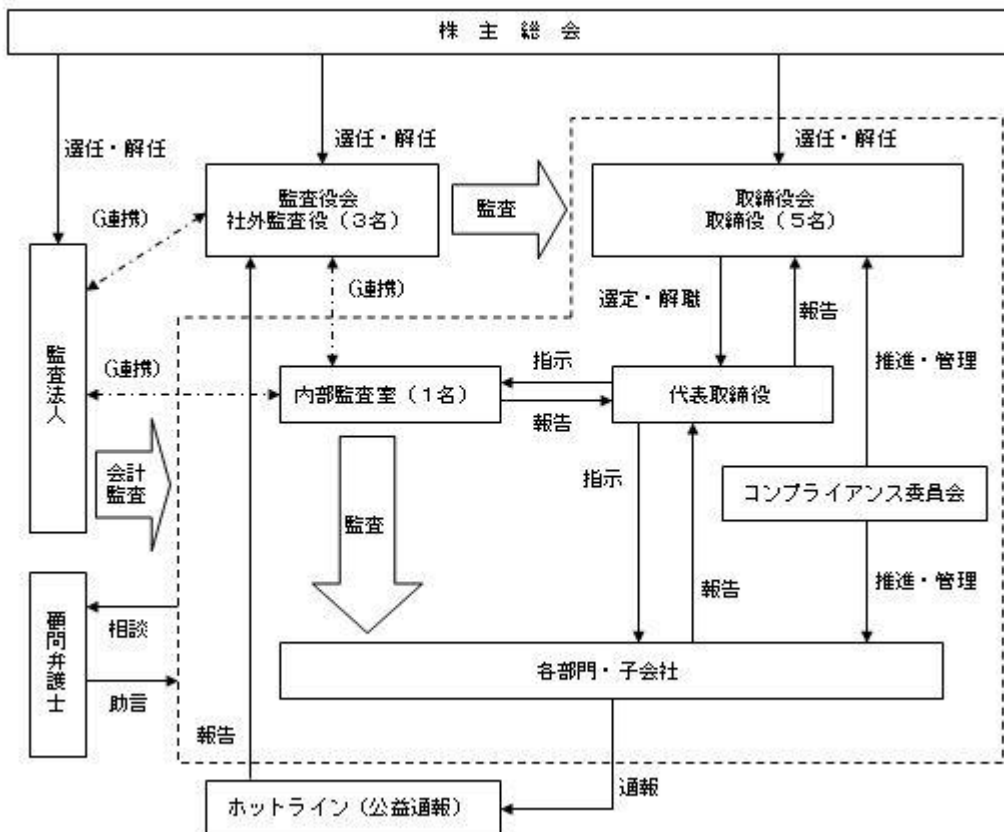 株主総会
選任・解任
選任・解任
選任・解任
監査役会
社外監査役（3名）
監査
取締役会
取締役（5名）
（連携）
（連携）
選定・解職
報告
推進・管理
監査法人
（連携）
内部監査室（1名）
指示
報告
代表取締役
会計
監査
監査
指示
報告
コンプライアンス委員会
推進・管理
顧問弁護士
相談
助言
各部門・子会社
報告
通報
ホットライン（公益通報）